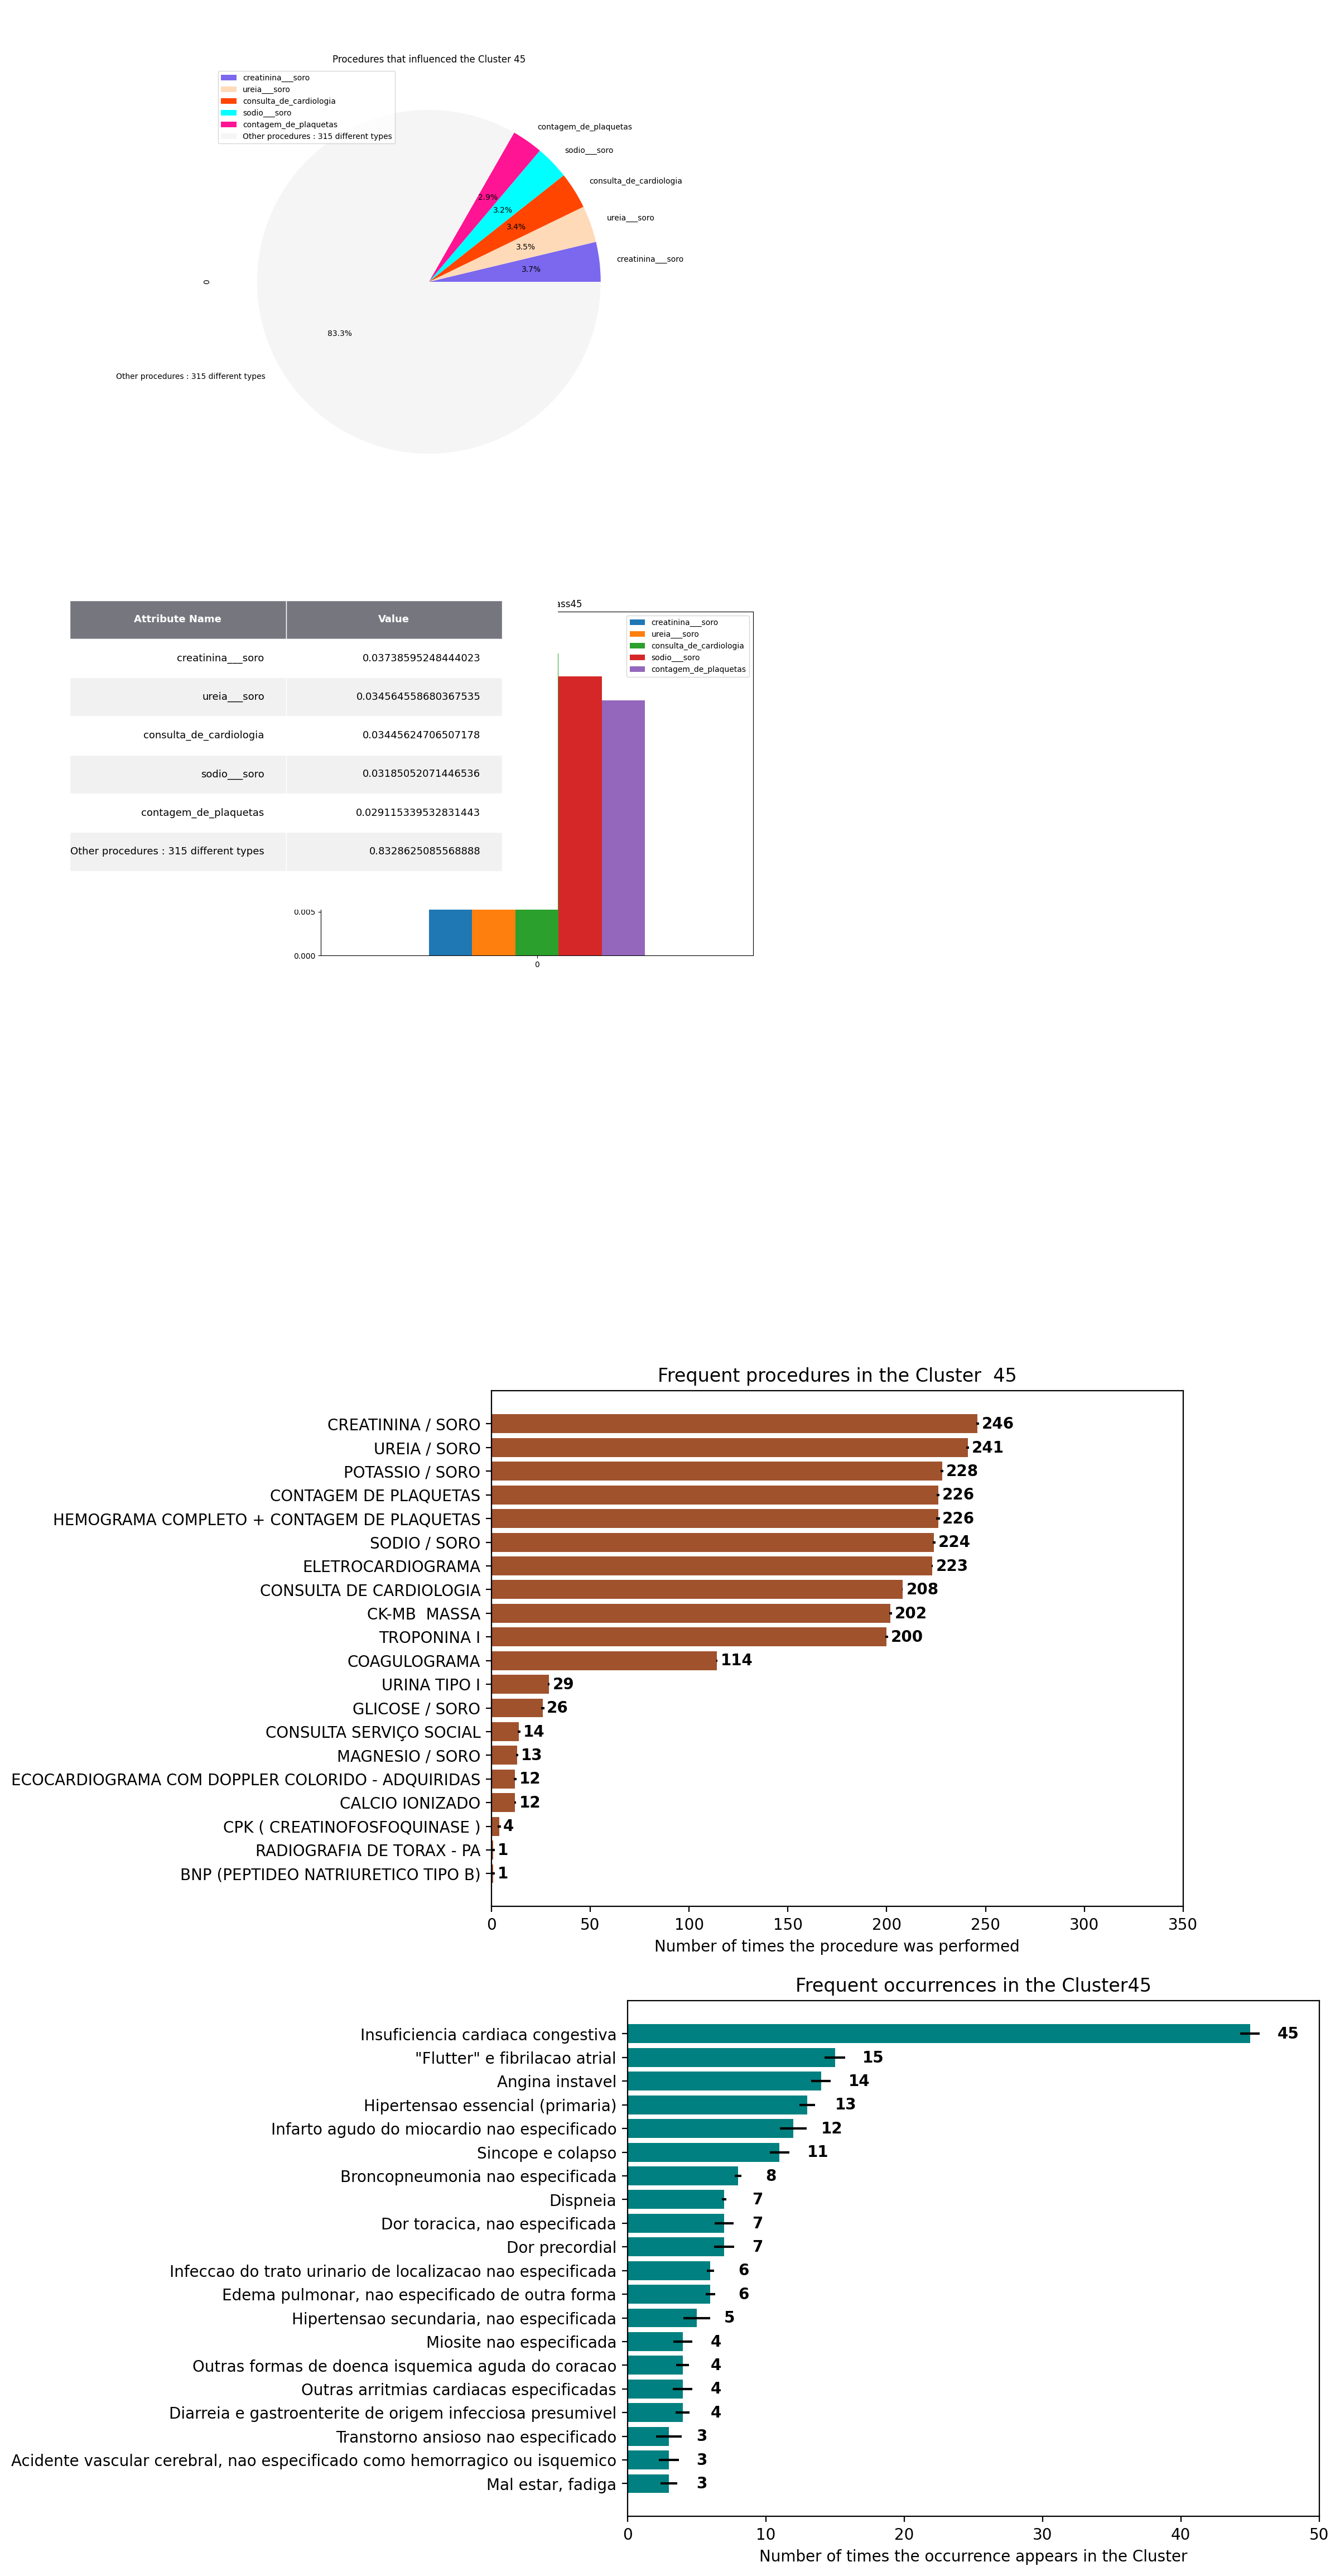 Procedures that influenced the Cluster 45
creatinina___soro
ureia___soro
consulta_de_cardiologia
sodio___soro
contagem_de_plaquetas
Other procedures : 315 different types
contagem_de_plaquetas
sodio___soro
consulta_de_cardiologia
ureia___soro
creatinina___soro
2.9%
3.2%
3.4%
3.5%
3.7%
0
83.3%
Other procedures : 315 different types
Attribute Name Value
creatinina___soro 0.03738595248444023
ureia___soro 0.034564558680367535
consulta_de_cardiologia 0.03445624706507178
sodio___soro 0.03185052071446536
contagem_de_plaquetas 0.029115339532831443
Other procedures : 315 different types 0.8328625085568888
ss45
creatinina___soro
ureia___soro
consulta_de_cardiologia
sodio___soro
contagem_de_plaquetas
0.005
0.000
0
Frequent procedures in the Cluster  45
CREATININA / SORO 246
UREIA / SORO 241
POTASSIO / SORO 228
CONTAGEM DE PLAQUETAS 226
HEMOGRAMA COMPLETO + CONTAGEM DE PLAQUETAS 226
SODIO / SORO 224
ELETROCARDIOGRAMA 223
CONSULTA DE CARDIOLOGIA 208
CK-MB  MASSA 202
TROPONINA I 200
COAGULOGRAMA 114
URINA TIPO I 29
GLICOSE / SORO 26
CONSULTA SERVIÇO SOCIAL 14
MAGNESIO / SORO 13
ECOCARDIOGRAMA COM DOPPLER COLORIDO - ADQUIRIDAS 12
CALCIO IONIZADO 12
CPK ( CREATINOFOSFOQUINASE ) 4
RADIOGRAFIA DE TORAX - PA 1
BNP (PEPTIDEO NATRIURETICO TIPO B) 1
0 50 100 150 200 250 300 350
Number of times the procedure was performed
Frequent occurrences in the Cluster45
Insuficiencia cardiaca congestiva 45
"Flutter" e fibrilacao atrial 15
Angina instavel 14
Hipertensao essencial (primaria) 13
Infarto agudo do miocardio nao especificado 12
Sincope e colapso 11
Broncopneumonia nao especificada 8
Dispneia 7
Dor toracica, nao especificada 7
Dor precordial 7
Infeccao do trato urinario de localizacao nao especificada 6
Edema pulmonar, nao especificado de outra forma 6
Hipertensao secundaria, nao especificada 5
Miosite nao especificada 4
Outras formas de doenca isquemica aguda do coracao 4
Outras arritmias cardiacas especificadas 4
Diarreia e gastroenterite de origem infecciosa presumivel 4
Transtorno ansioso nao especificado 3
Acidente vascular cerebral, nao especificado como hemorragico ou isquemico 3
Mal estar, fadiga 3
0 10 20 30 40 50
Number of times the occurrence appears in the Cluster